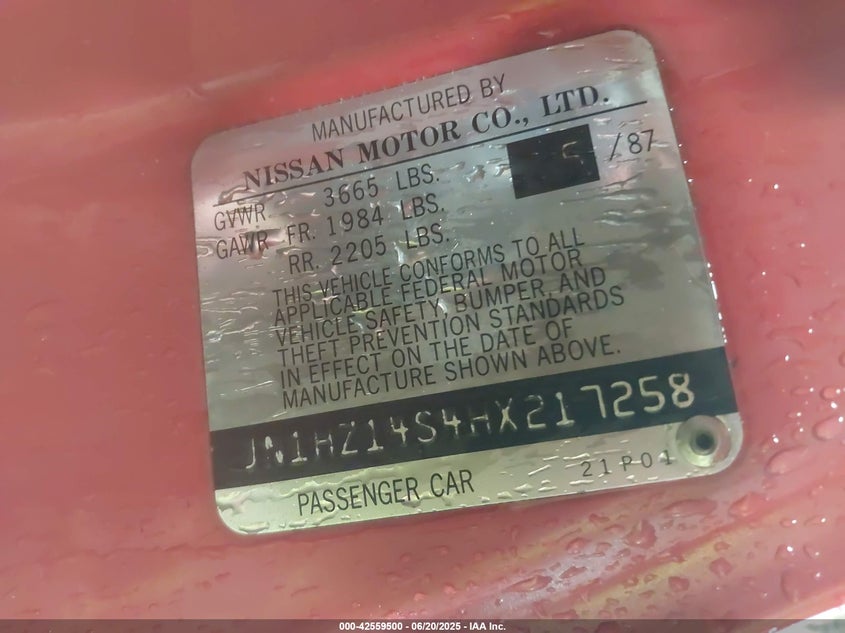 MANUFACTURED BY
NISSAN MOTOR CO., LTD.
GVWR 3665 LBS. 5/87
GAWR FR. 1984 LBS.
RR. 2205 LBS.
THIS VEHICLE CONFORMS TO ALL
APPLICABLE FEDERAL MOTOR
VEHICLE SAFETY, BUMPER, AND
THEFT PREVENTION STANDARDS
IN EFFECT ON THE DATE OF
MANUFACTURE SHOWN ABOVE.
JN1HZ14S4HX217258
PASSENGER CAR 21P01
000-42559500 - 06/20/2025 - IAA Inc.